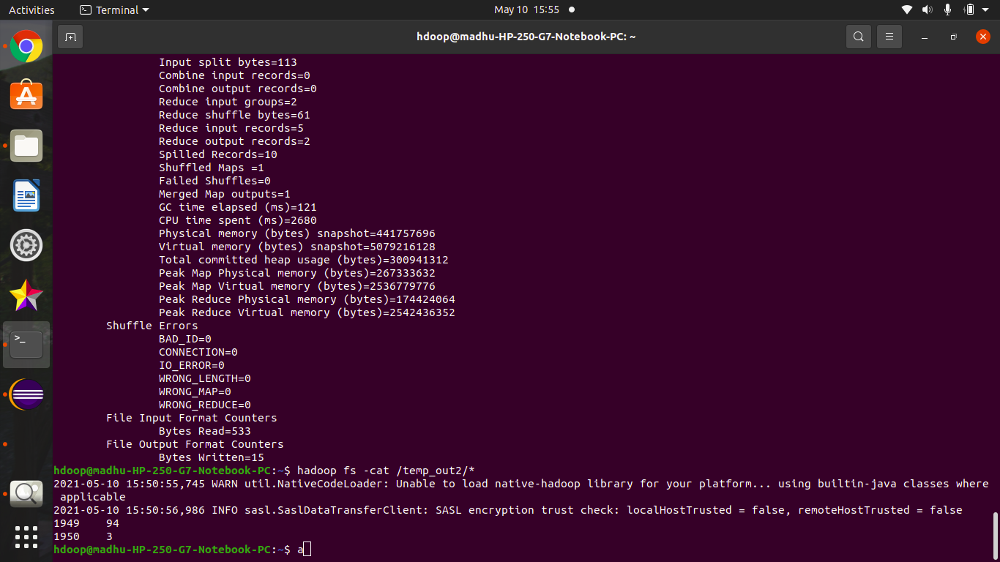 Activities
Terminal
May 10 15:55
hdoop@madhu-HP-250-G7-Notebook-PC: ~
Input split bytes=113
Combine input records=0
Combine output records=0
Reduce input groups=2
Reduce shuffle bytes=61
Reduce input records=5
Reduce output records=2
Spilled Records=10
Shuffled Maps =1
Failed Shuffles=0
Merged Map outputs=1
GC time elapsed (ms)=121
CPU time spent (ms)=2680
Physical memory (bytes) snapshot=441757696
Virtual memory (bytes) snapshot=5079216128
Total committed heap usage (bytes)=300941312
Peak Map Physical memory (bytes)=267333632
Peak Map Virtual memory (bytes)=2536779776
Peak Reduce Physical memory (bytes)=174424064
Peak Reduce Virtual memory (bytes)=2542436352
Shuffle Errors
BAD_ID=0
CONNECTION=0
IO_ERROR=0
WRONG_LENGTH=0
WRONG_MAP=0
WRONG_REDUCE=0
File Input Format Counters
Bytes Read=533
File Output Format Counters
Bytes Written=15
hdoop@madhu-HP-250-G7-Notebook-PC:~$ hadoop fs -cat /temp_out2/*
2021-05-10 15:50:55,745 WARN util.NativeCodeLoader: Unable to load native-hadoop library for your platform... using builtin-java classes where
applicable
2021-05-10 15:50:56,986 INFO sasl.SaslDataTransferClient: SASL encryption trust check: localHostTrusted = false, remoteHostTrusted = false
1949 94
1950 3
hdoop@madhu-HP-250-G7-Notebook-PC:~$ a